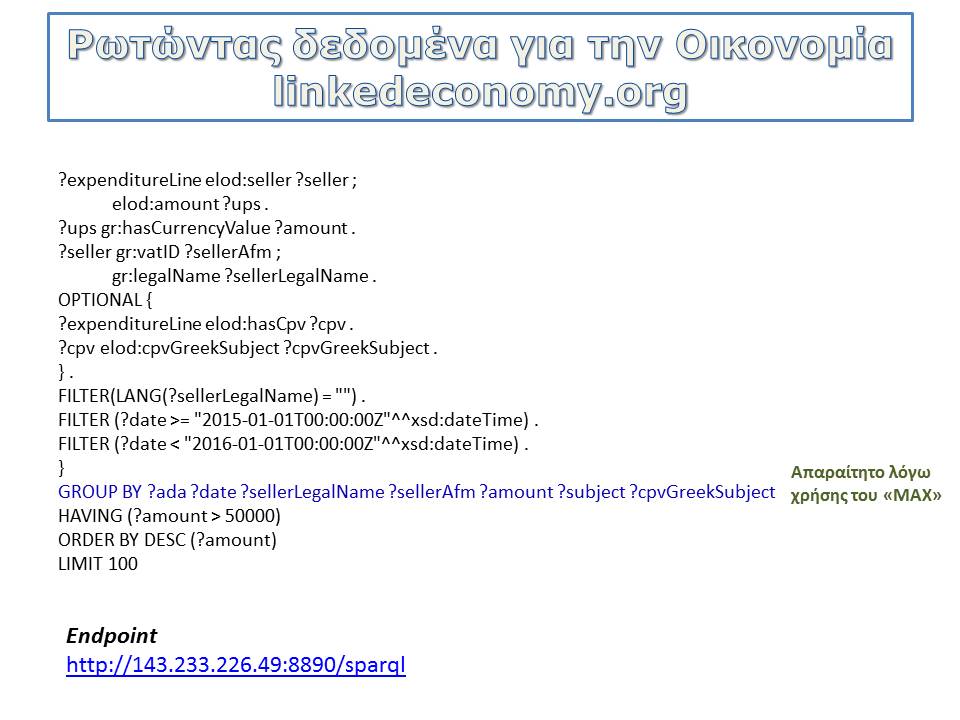 Ρωτώντας δεδομένα για την Οικονομία
linkedeconomy.org
?expenditureLine elod:seller ?seller ;
elod:amount ?ups .
?ups gr:hasCurrencyValue ?amount .
?seller gr:vatID ?sellerAfm ;
gr:legalName ?sellerLegalName .
OPTIONAL {
?expenditureLine elod:hasCpv ?cpv .
?cpv elod:cpvGreekSubject ?cpvGreekSubject .
} .
FILTER(LANG(?sellerLegalName) = "") .
FILTER (?date >= "2015-01-01T00:00:00Z"^^xsd:dateTime) .
FILTER (?date < "2016-01-01T00:00:00Z"^^xsd:dateTime) .
}
GROUP BY ?ada ?date ?sellerLegalName ?sellerAfm ?amount ?subject ?cpvGreekSubject
HAVING (?amount > 50000)
ORDER BY DESC (?amount)
LIMIT 100
Απαραίτητο λόγω
χρήσης του «MAX»
Endpoint
http://143.233.226.49:8890/sparql